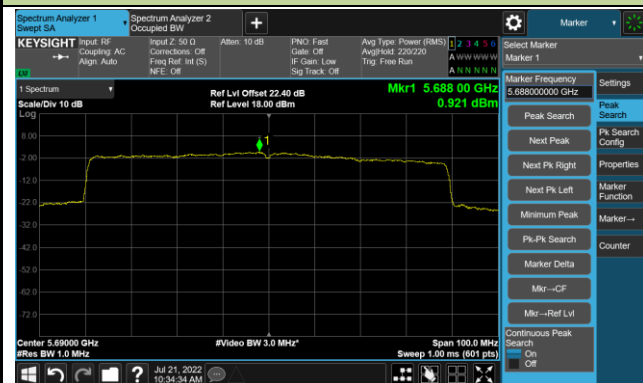 Spectrum Analyzer 1
Swept SA
Spectrum Analyzer 2
Occupied BW
Marker
KEYSIGHT
Input: RF
Coupling: AC
Align: Auto
Input Z: 50 Ω
Corrections: Off
Freq Ref: Int (S)
NFE: Off
Atten: 10 dB
PNO: Fast
Gate: Off
IF Gain: Low
Sig Track: Off
Avg Type: Power (RMS)
Avg|Hold: 220/220
Trig: Free Run
1 2 3 4 5 6
A W W W W W
A N N N N N
Select Marker
Marker 1
1 Spectrum
Scale/Div 10 dB
Log
Ref Lvl Offset 22.40 dB
Ref Level 18.00 dBm
Mkr1 5.688 00 GHz
0.921 dBm
8.00
-2.00
-12.0
-22.0
-32.0
-42.0
-52.0
-62.0
-72.0
1
Center 5.69000 GHz
#Res BW 1.0 MHz
#Video BW 3.0 MHz*
Span 100.0 MHz
Sweep 1.00 ms (601 pts)
Marker Frequency
5.688000000 GHz
Peak Search
Next Peak
Next Pk Right
Next Pk Left
Minimum Peak
Pk-Pk Search
Marker Delta
Mkr→CF
Mkr→Ref Lvl
Continuous Peak
Search
On
Off
Settings
Peak
Search
Pk Search
Config
Properties
Marker
Function
Marker→
Counter
Jul 21, 2022
10:34:34 AM